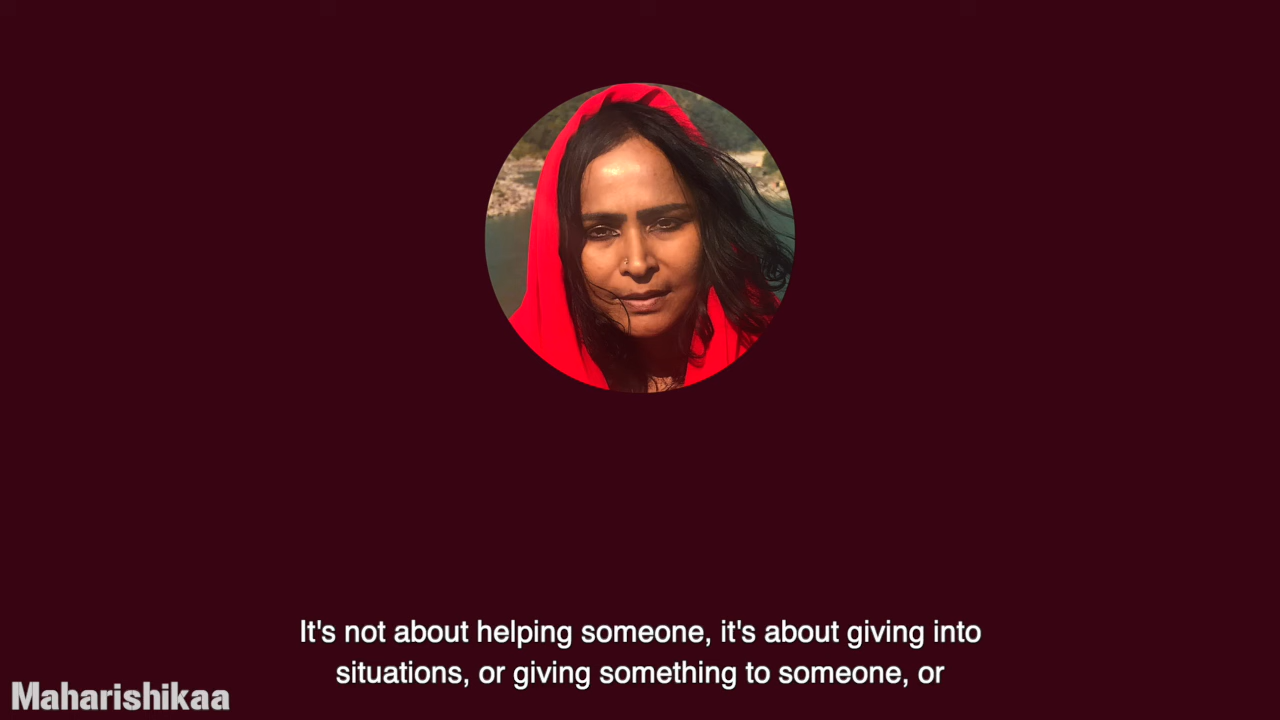 It's not about helping someone, it's about giving into
situations, or giving something to someone, or
Maharishikaa